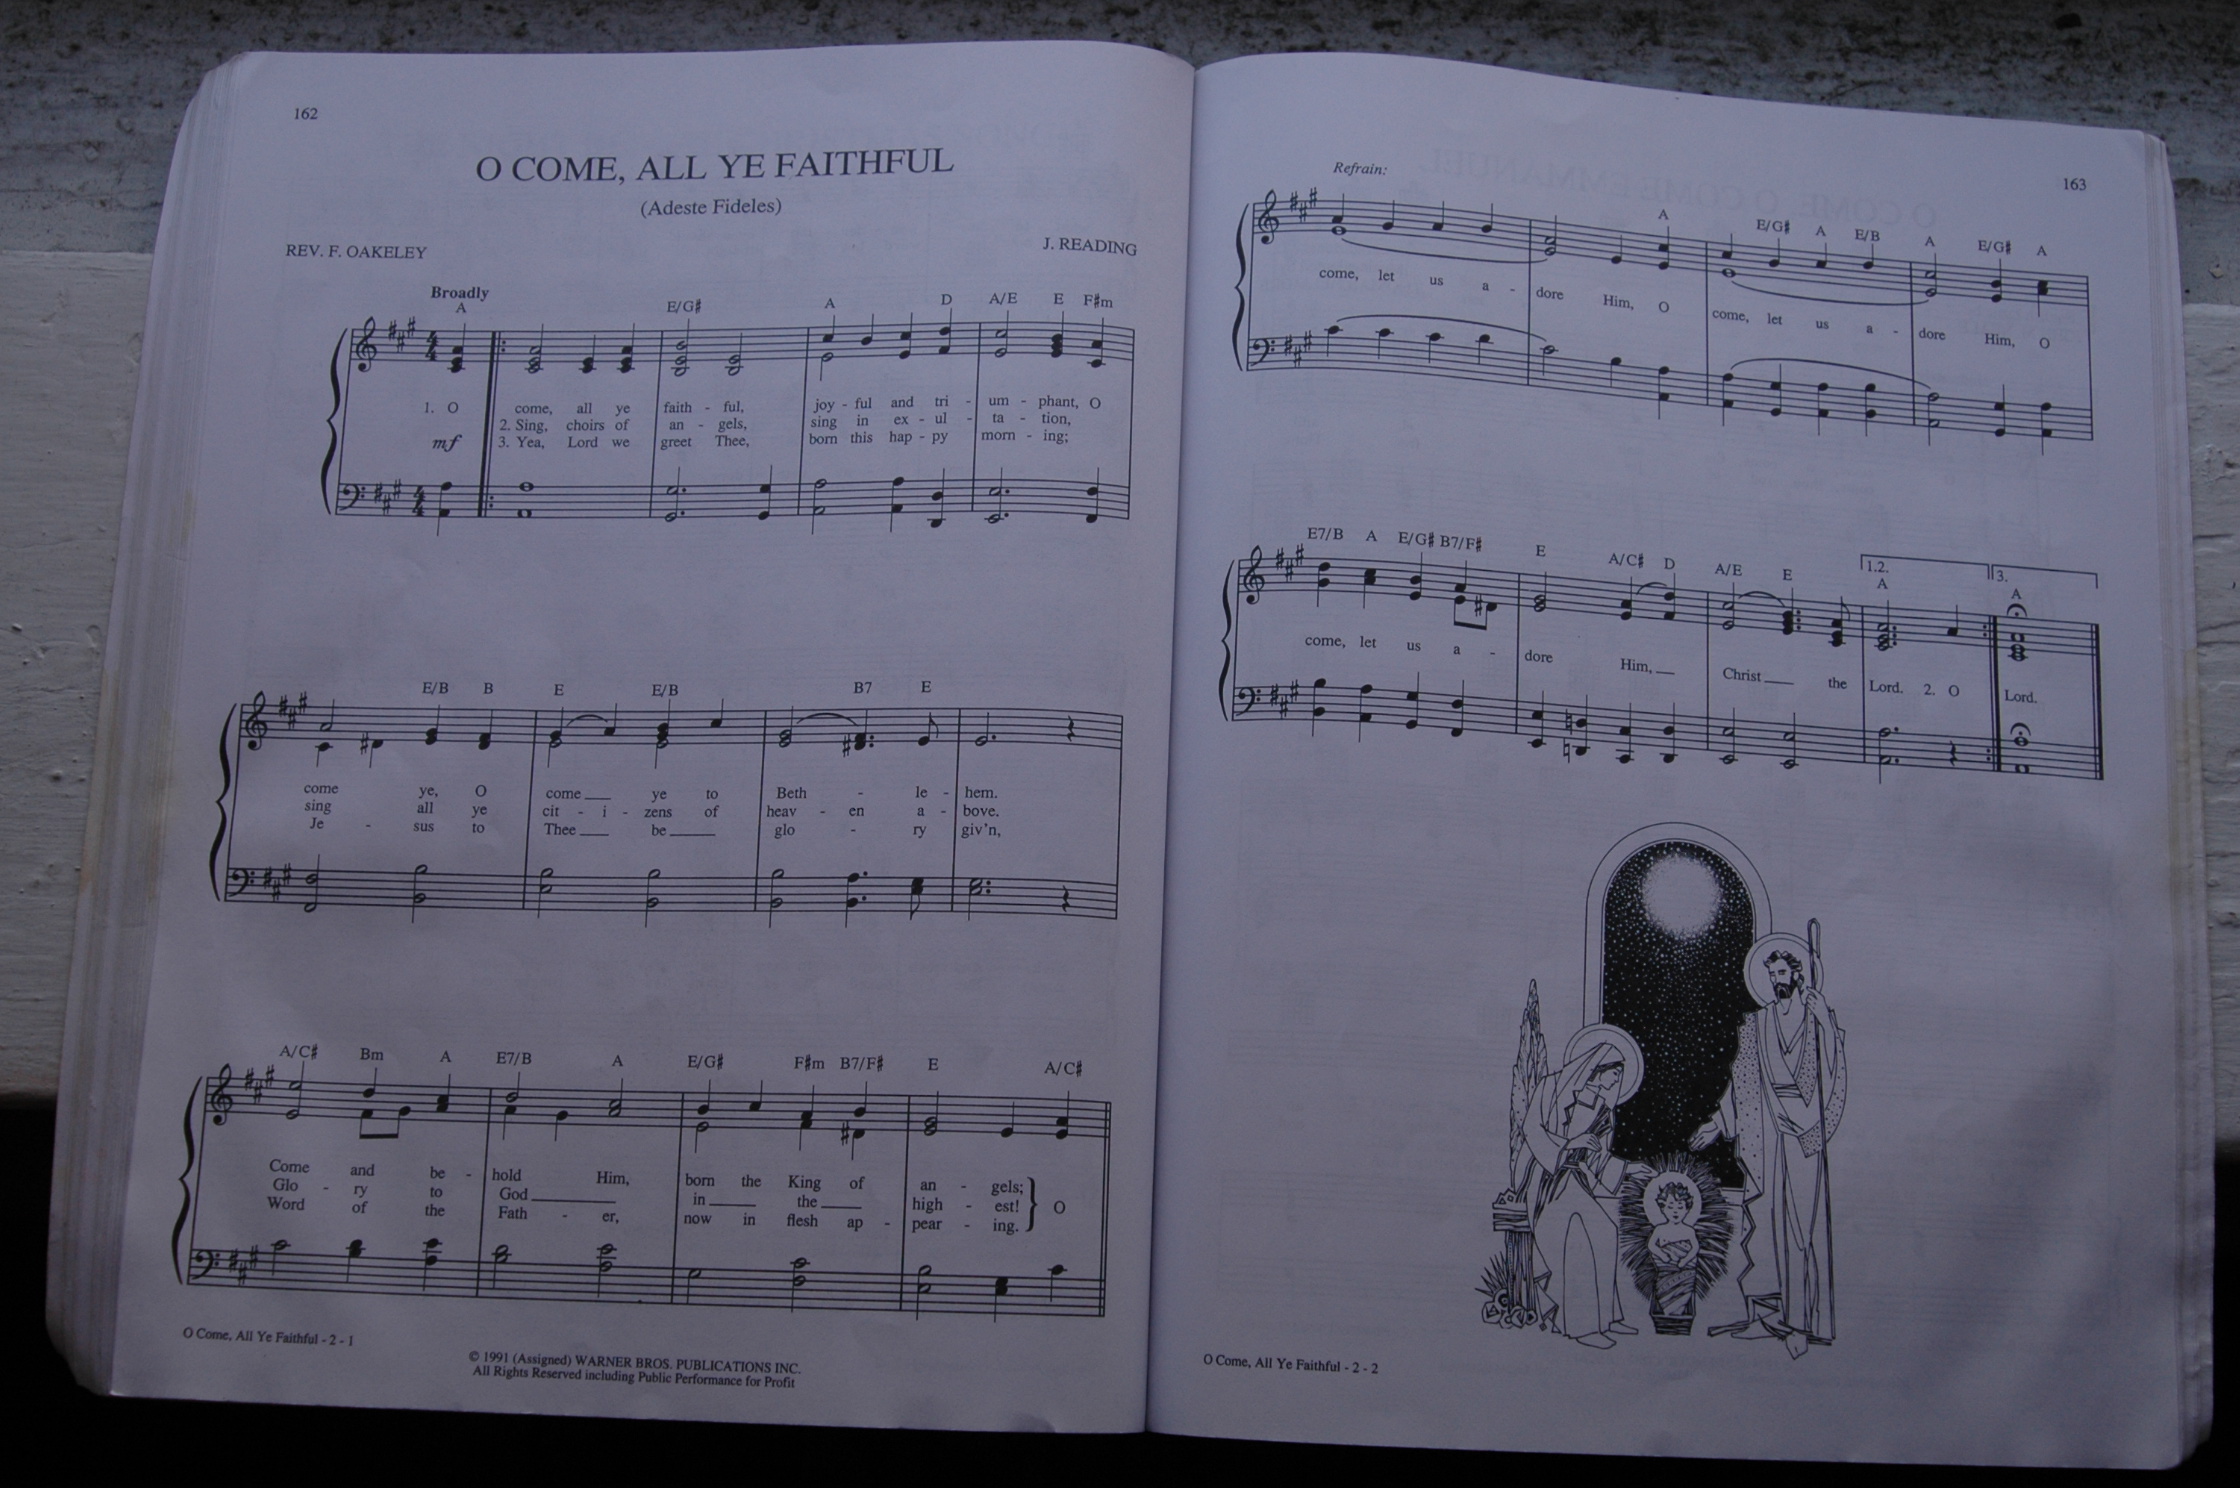 162
O COME, ALL YE FAITHFUL
(Adeste Fideles)
REV. F. OAKELEY
J. READING
Broadly
A E/G♯ A D A/E E F♯m
1. O come, all ye faith - ful, joy - ful and tri - um - phant, O
2. Sing, choirs of an - gels, sing in ex - ul - ta - tion,
mf 3. Yea, Lord we greet Thee, born this hap - py morn - ing;
E/B B E E/B B7 E
come ye, O come ___ ye to Beth - le - hem.
sing all ye cit - i - zens of heav - en a - bove.
Je - sus to Thee ___ be ___ glo - ry giv'n,
A/C♯ Bm A E7/B A E/G♯ F♯m B7/F♯ E A/C♯
Come and be - hold Him, born the King of an - gels;
Glo - ry to God ___ in ___ the ___ high - est! O
Word of the Fath - er, now in flesh ap - pear - ing.
O Come, All Ye Faithful - 2 - 1
© 1991 (Assigned) WARNER BROS. PUBLICATIONS INC.
All Rights Reserved including Public Performance for Profit
163
Refrain:
A E/G♯ A E/B A E/G♯ A
come, let us a - dore Him, O come, let us a - dore Him, O
E7/B A E/G♯ B7/F♯ E A/C♯ D A/E E 1.2. A 3. A
come, let us a - dore Him, ___ Christ ___ the Lord. 2. O Lord.
O Come, All Ye Faithful - 2 - 2